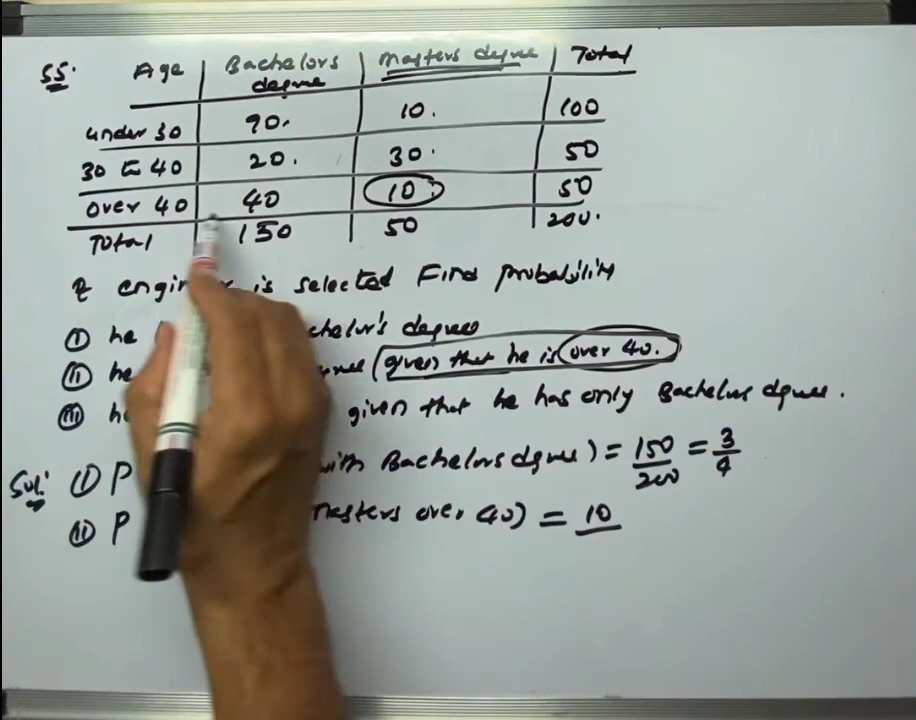 55. Age Bachelors degree Masters degree Total
under 30 90. 10. 100
30 to 40 20. 30. 50
over 40 40 10 50
Total 150 50 200.
is selected Find probability
① he degree
② he (given that he is over 40.)
③ given that he has only Bachelors degree.
Sol: ① P with Bachelors degree) = 150/200 = 3/4
② P Masters over 40) = 10